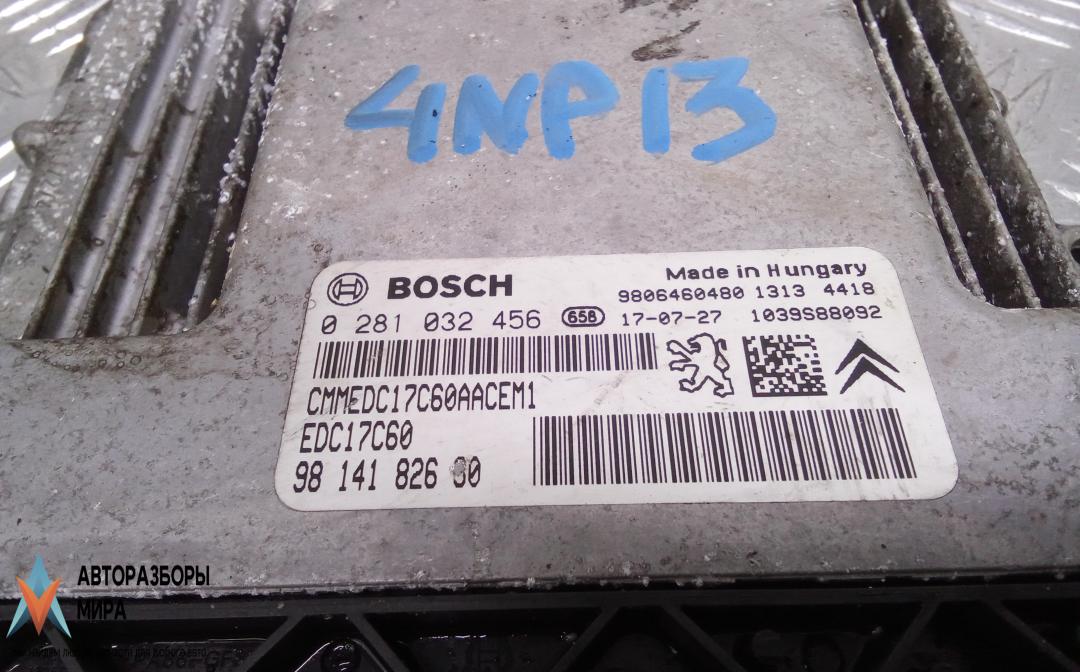 4NP13
BOSCH
Made in Hungary
9806460480 1313 4418
0 281 032 456 658 17-07-27 1039S88092
CMMEDC17C60AACEM1
EDC17C60
98 141 826 80
АВТОРАЗБОРЫ
МИРА